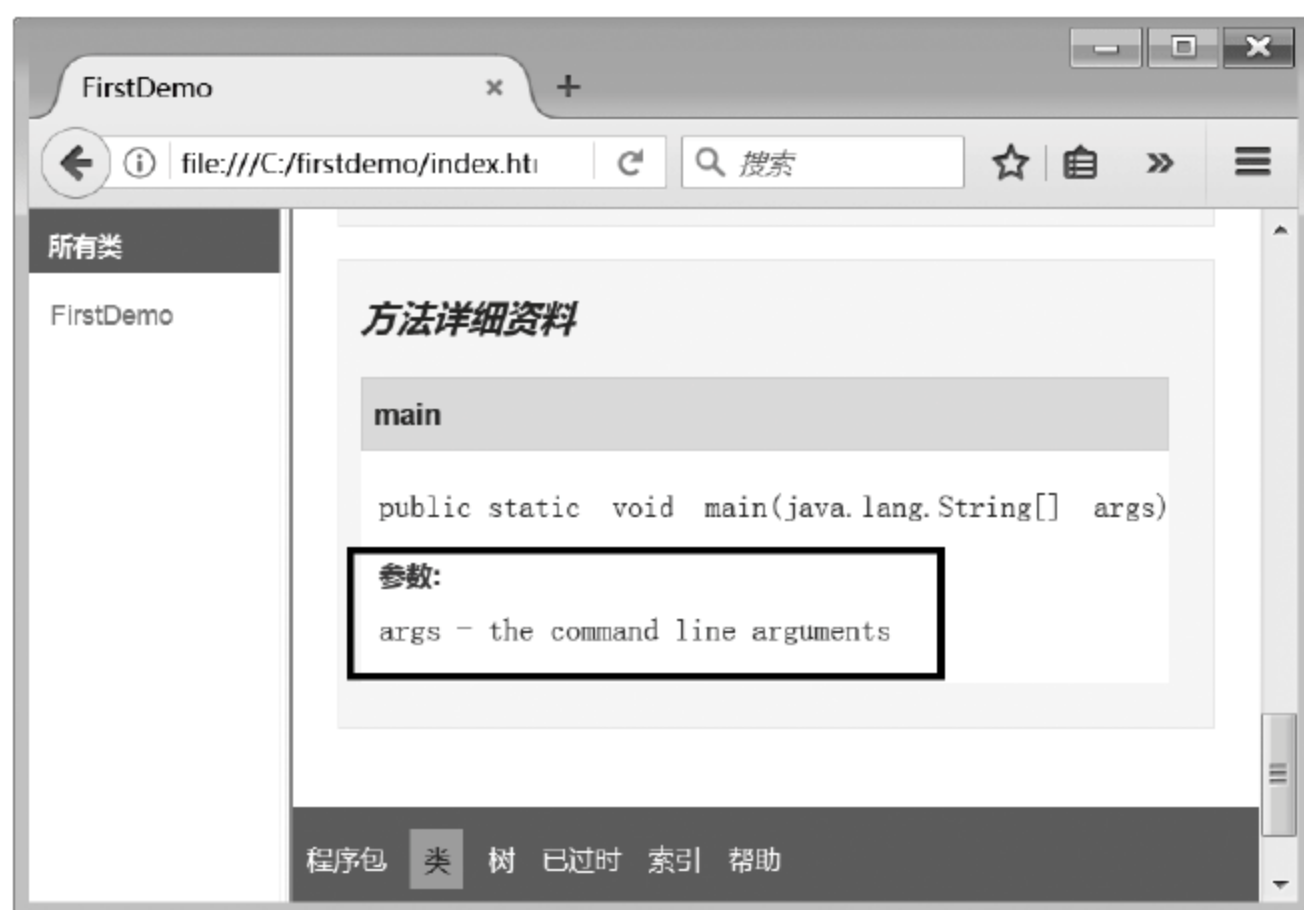 FirstDemo
file:///C:/firstdemo/index.ht
搜索
所有类
FirstDemo
方法详细资料
main
public static void main(java.lang.String[] args)
参数:
args - the command line arguments
程序包 类 树 已过时 索引 帮助